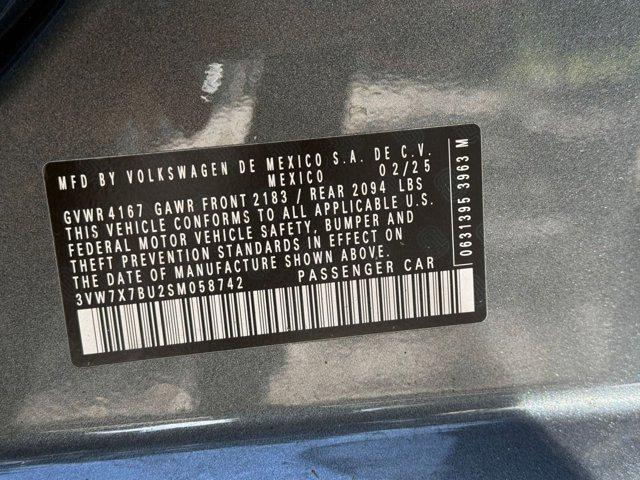 MFD BY VOLKSWAGEN DE MEXICO S.A. DE C.V.
MEXICO 02/25
GVWR 4167 GAWR FRONT 2183 / REAR 2094 LBS
THIS VEHICLE CONFORMS TO ALL APPLICABLE U.S.
FEDERAL MOTOR VEHICLE SAFETY, BUMPER AND
THEFT PREVENTION STANDARDS IN EFFECT ON
THE DATE OF MANUFACTURE SHOWN ABOVE.
3VW7X7BU2SM058742 PASSENGER CAR
0631395 3963 M